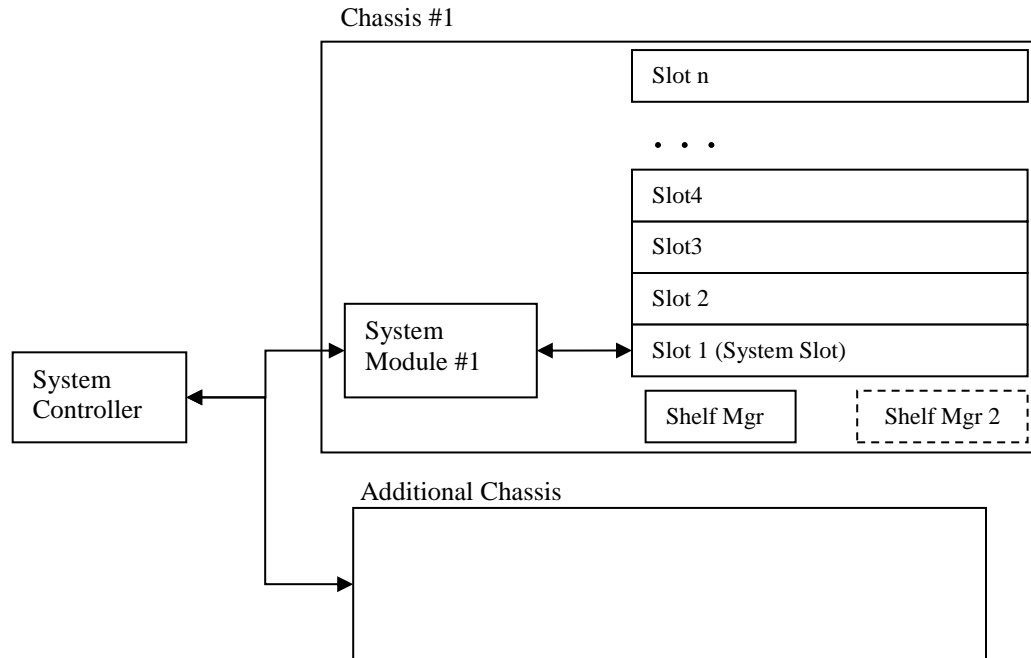 Chassis #1
Slot n
. . .
Slot4
Slot3
Slot 2
Slot 1 (System Slot)
System
Module #1
System
Controller
Shelf Mgr
Shelf Mgr 2
Additional Chassis